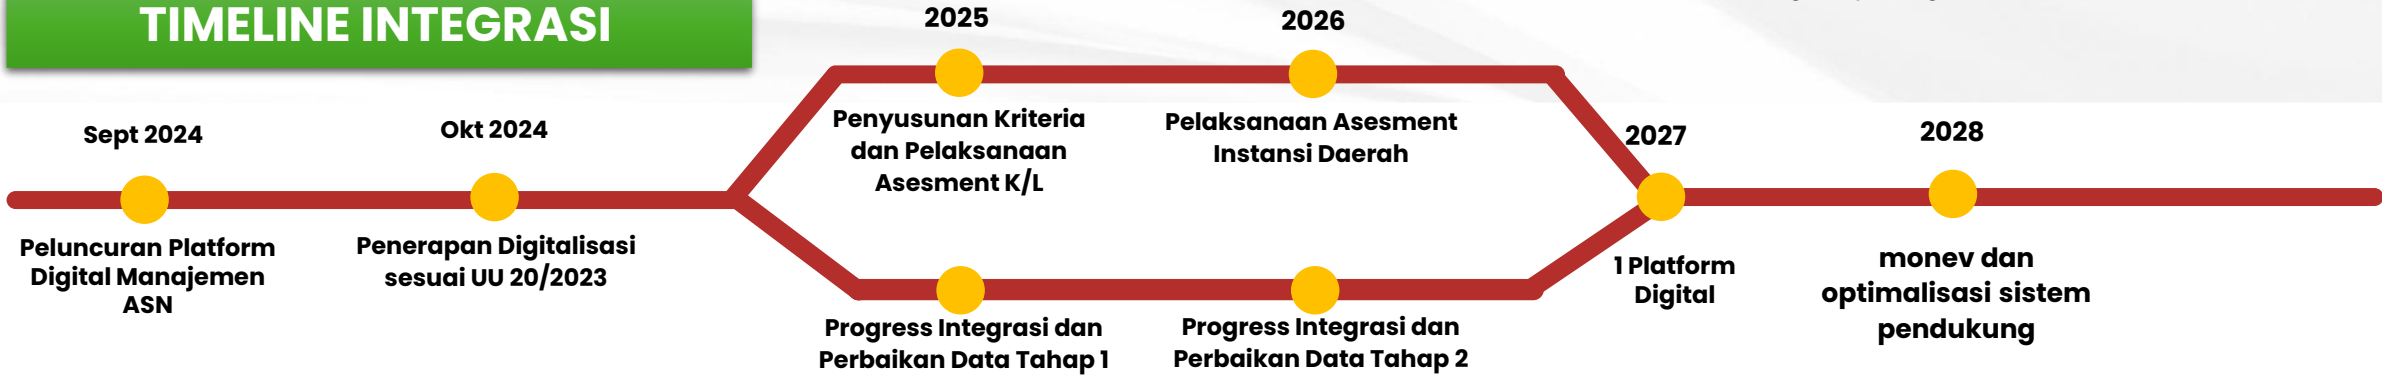 TIMELINE INTEGRASI
Sept 2024
Peluncuran Platform
Digital Manajemen
ASN
Okt 2024
Penerapan Digitalisasi
sesuai UU 20/2023
2025
Penyusunan Kriteria
dan Pelaksanaan
Asesment K/L
Progress Integrasi dan
Perbaikan Data Tahap 1
2026
Pelaksanaan Asesment
Instansi Daerah
Progress Integrasi dan
Perbaikan Data Tahap 2
2027
1 Platform
Digital
2028
monev dan
optimalisasi sistem
pendukung